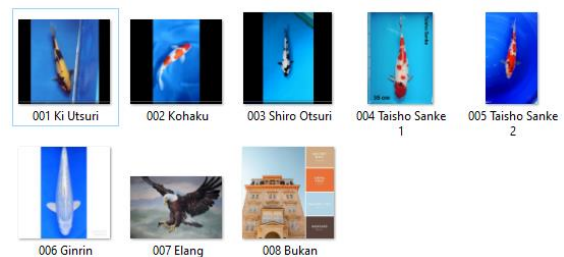 001 Ki Utsuri
002 Kohaku
003 Shiro Otsuri
004 Taisho Sanke
1
005 Taisho Sanke
2
006 Ginrin
007 Elang
008 Bukan